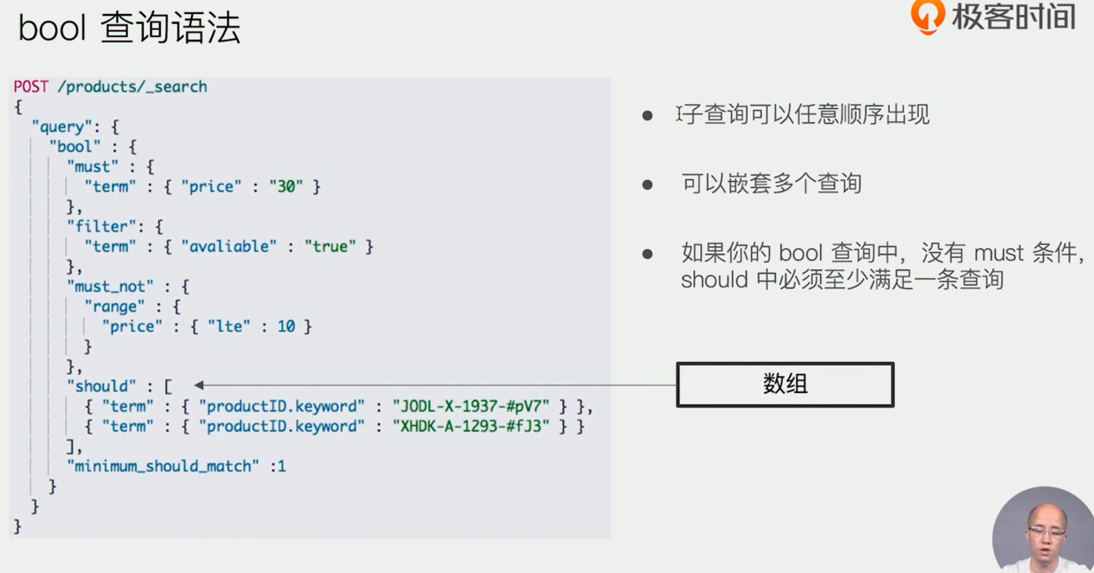 bool 查询语法
极客时间
POST /products/_search
{
  "query": {
    "bool" : {
      "must" : {
        "term" : { "price" : "30" }
      },
      "filter": {
        "term" : { "avaliable" : "true" }
      },
      "must_not" : {
        "range" : {
          "price" : { "lte" : 10 }
        }
      },
      "should" : [
        { "term" : { "productID.keyword" : "JODL-X-1937-#pV7" } },
        { "term" : { "productID.keyword" : "XHDK-A-1293-#fJ3" } }
      ],
      "minimum_should_match" :1
    }
  }
}
● 子查询可以任意顺序出现
● 可以嵌套多个查询
● 如果你的 bool 查询中，没有 must 条件，
should 中必须至少满足一条查询
数组